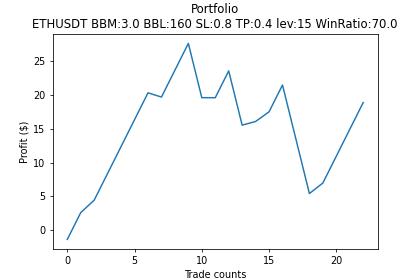 Portfolio
ETHUSDT BBM:3.0 BBL:160 SL:0.8 TP:0.4 lev:15 WinRatio:70.0
25
20
15
10
5
0
Profit ($)
0 5 10 15 20
Trade counts